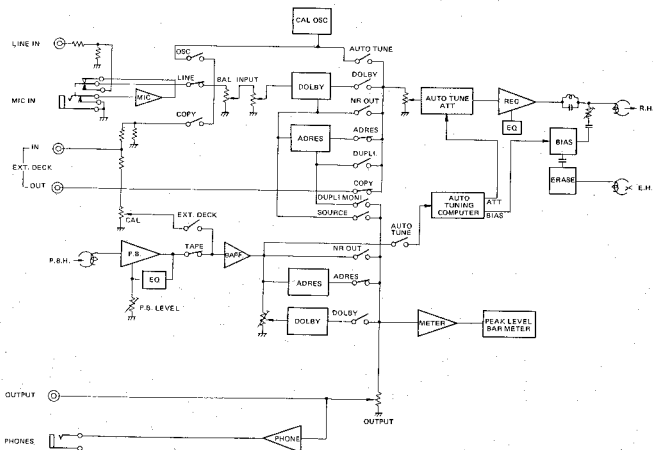 CAL OSC
LINE IN
OSC
AUTO TUNE
LINE
BAL
INPUT
DOLBY
DOLBY
MIC IN
MIC
AUTO TUNE
ATT
REC
R.H.
NR OUT
EQ
COPY
ADRES
ADRES
BIAS
IN
DUPLI.
EXT. DECK
ERASE
E.H.
OUT
COPY
DUPLI MONI
AUTO
TUNING
COMPUTER
ATT
BIAS
CAL
EXT. DECK
SOURCE
AUTO
TUNE
P.B.H.
P.B.
TAPE
BAFF
NR OUT
EQ
ADRES
ADRES
P.B. LEVEL
DOLBY
DOLBY
METER
PEAK LEVEL
BAR METER
OUTPUT
OUTPUT
PHONES
PHONE